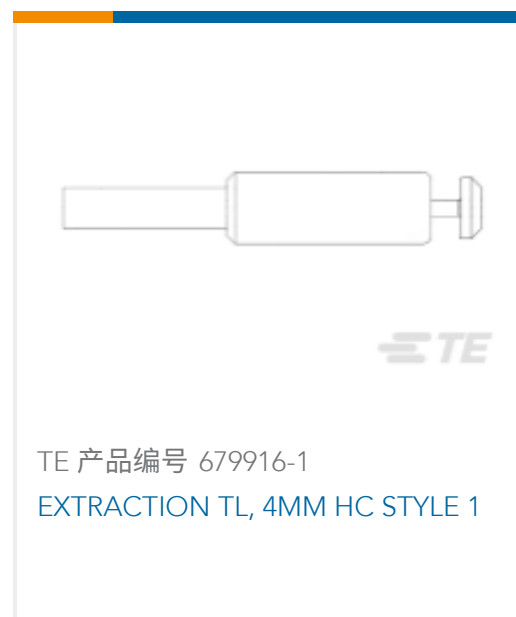 TE
TE 产品编号 679916-1
EXTRACTION TL, 4MM HC STYLE 1